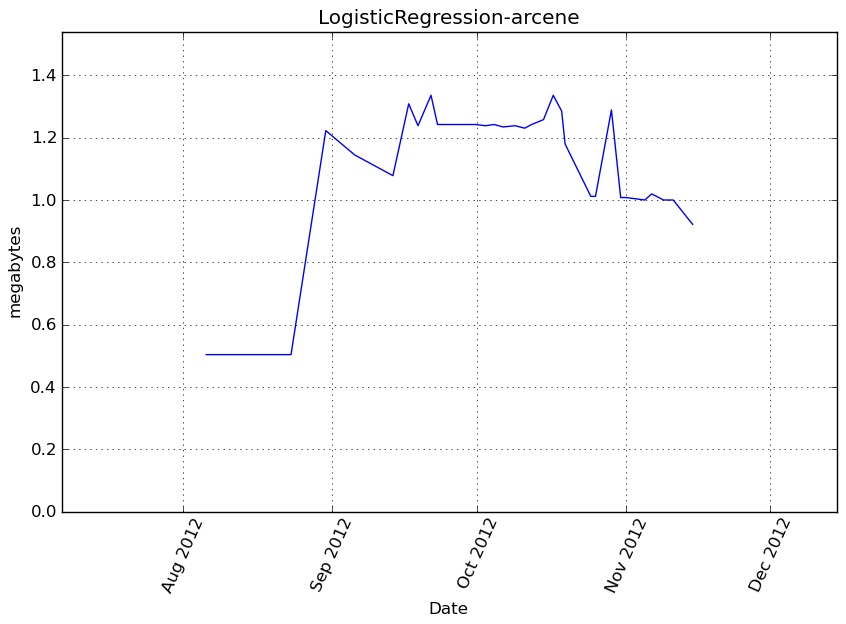 LogisticRegression-arcene
1.4
1.2
1.0
0.8
0.6
0.4
0.2
0.0
megabytes
Aug 2012
Sep 2012
Oct 2012
Nov 2012
Dec 2012
Date